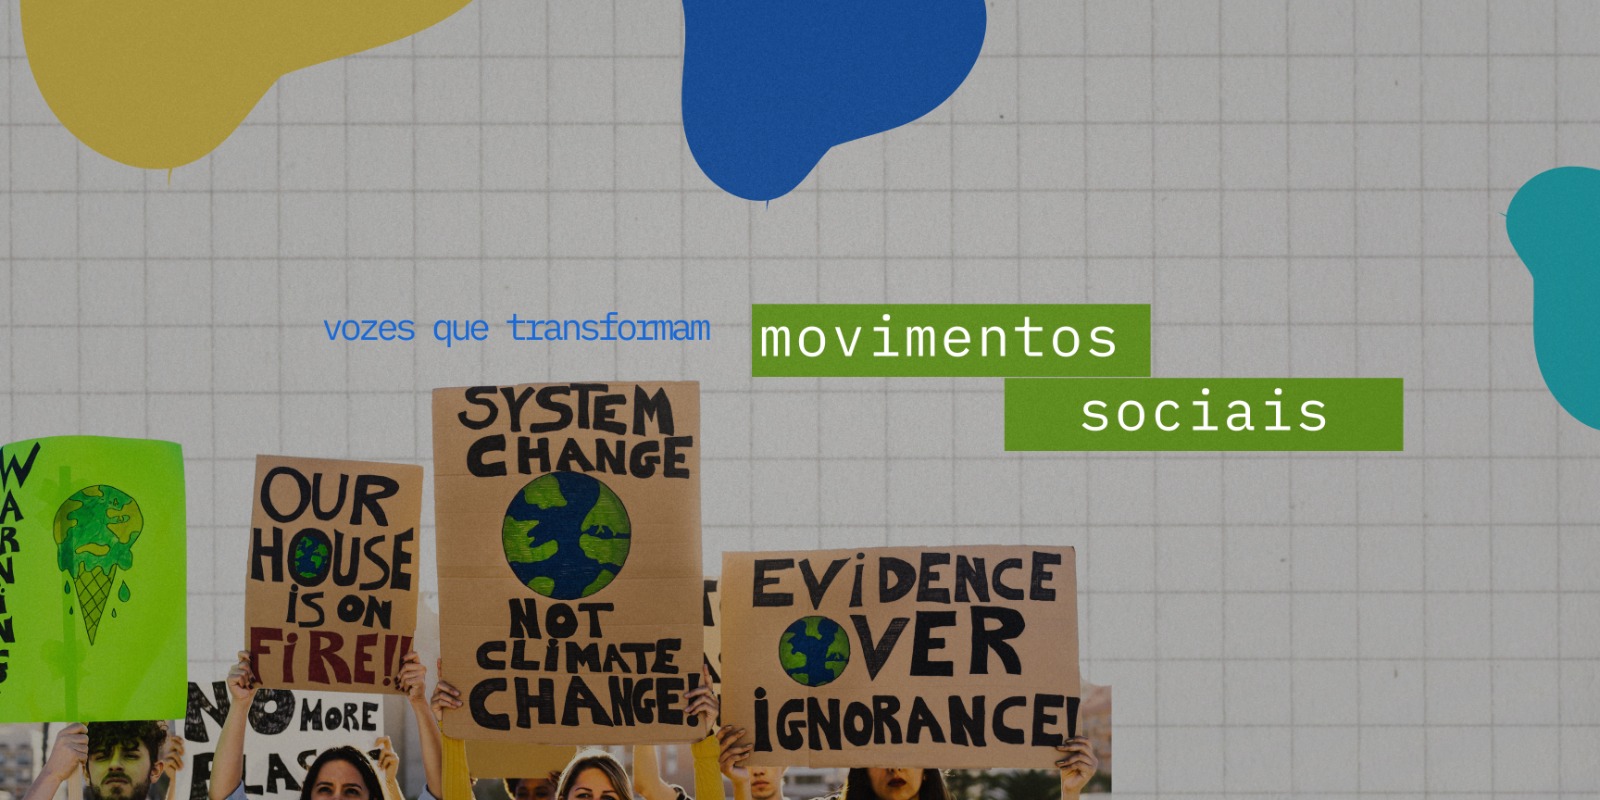 vozes que transformam
movimentos
sociais
WARNING
OUR
HOUSE
iS ON
FiRE!!
SYSTEM
CHANGE
NOT
CLiMATE
CHANGE!
EViDENCE
OVER
iGNORANCE!
NO MORE